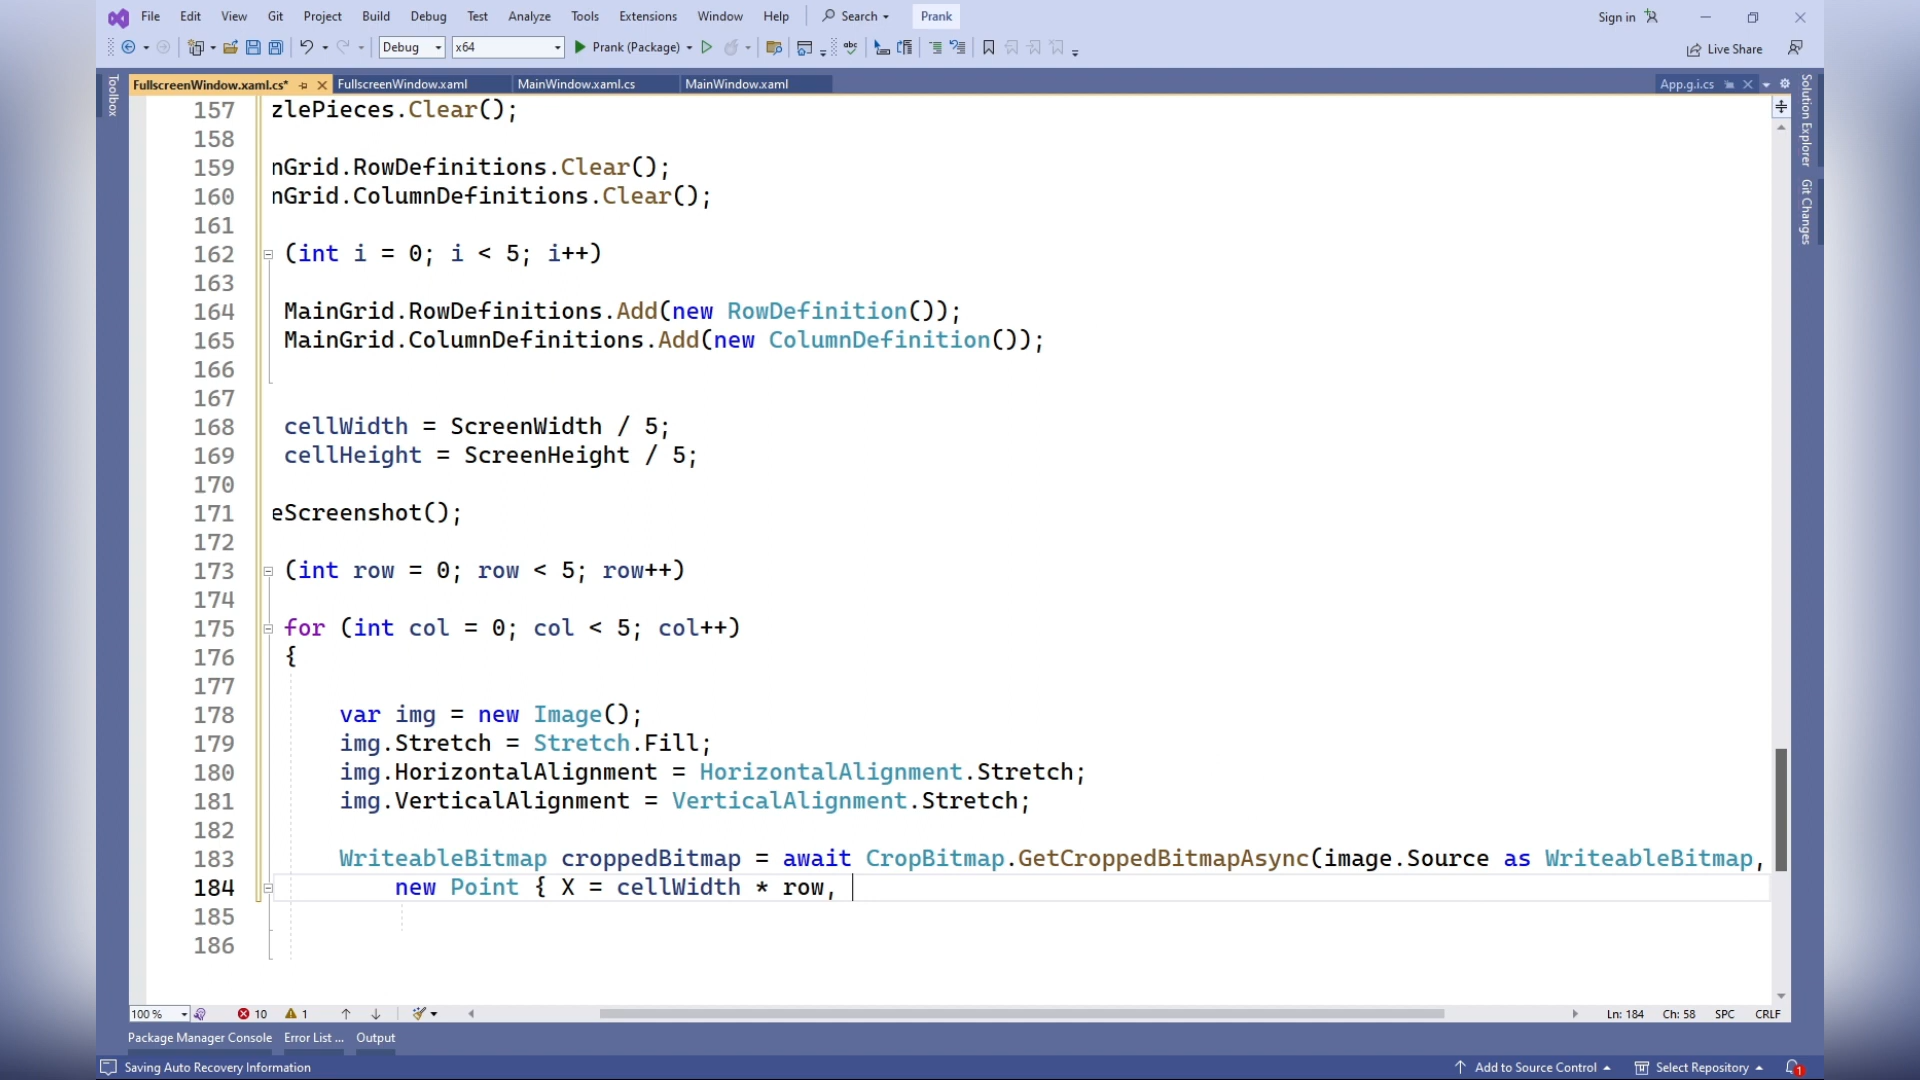 File Edit View Git Project Build Debug Test Analyze Tools Extensions Window Help Search Prank Sign in
Debug x64 Prank (Package) abc Live Share
FullscreenWindow.xaml.cs* FullscreenWindow.xaml MainWindow.xaml.cs MainWindow.xaml App.g.i.cs
Toolbox
Solution Explorer
Git Changes
157 zlePieces.Clear();
158
159 nGrid.RowDefinitions.Clear();
160 nGrid.ColumnDefinitions.Clear();
161
162 (int i = 0; i < 5; i++)
163
164 MainGrid.RowDefinitions.Add(new RowDefinition());
165 MainGrid.ColumnDefinitions.Add(new ColumnDefinition());
166
167
168 cellWidth = ScreenWidth / 5;
169 cellHeight = ScreenHeight / 5;
170
171 eScreenshot();
172
173 (int row = 0; row < 5; row++)
174
175 for (int col = 0; col < 5; col++)
176 {
177
178 var img = new Image();
179 img.Stretch = Stretch.Fill;
180 img.HorizontalAlignment = HorizontalAlignment.Stretch;
181 img.VerticalAlignment = VerticalAlignment.Stretch;
182
183 WriteableBitmap croppedBitmap = await CropBitmap.GetCroppedBitmapAsync(image.Source as WriteableBitmap,
184 new Point { X = cellWidth * row,
185
186
100 % 10 1 Ln: 184 Ch: 58 SPC CRLF
Package Manager Console Error List ... Output
Saving Auto Recovery Information Add to Source Control Select Repository 1